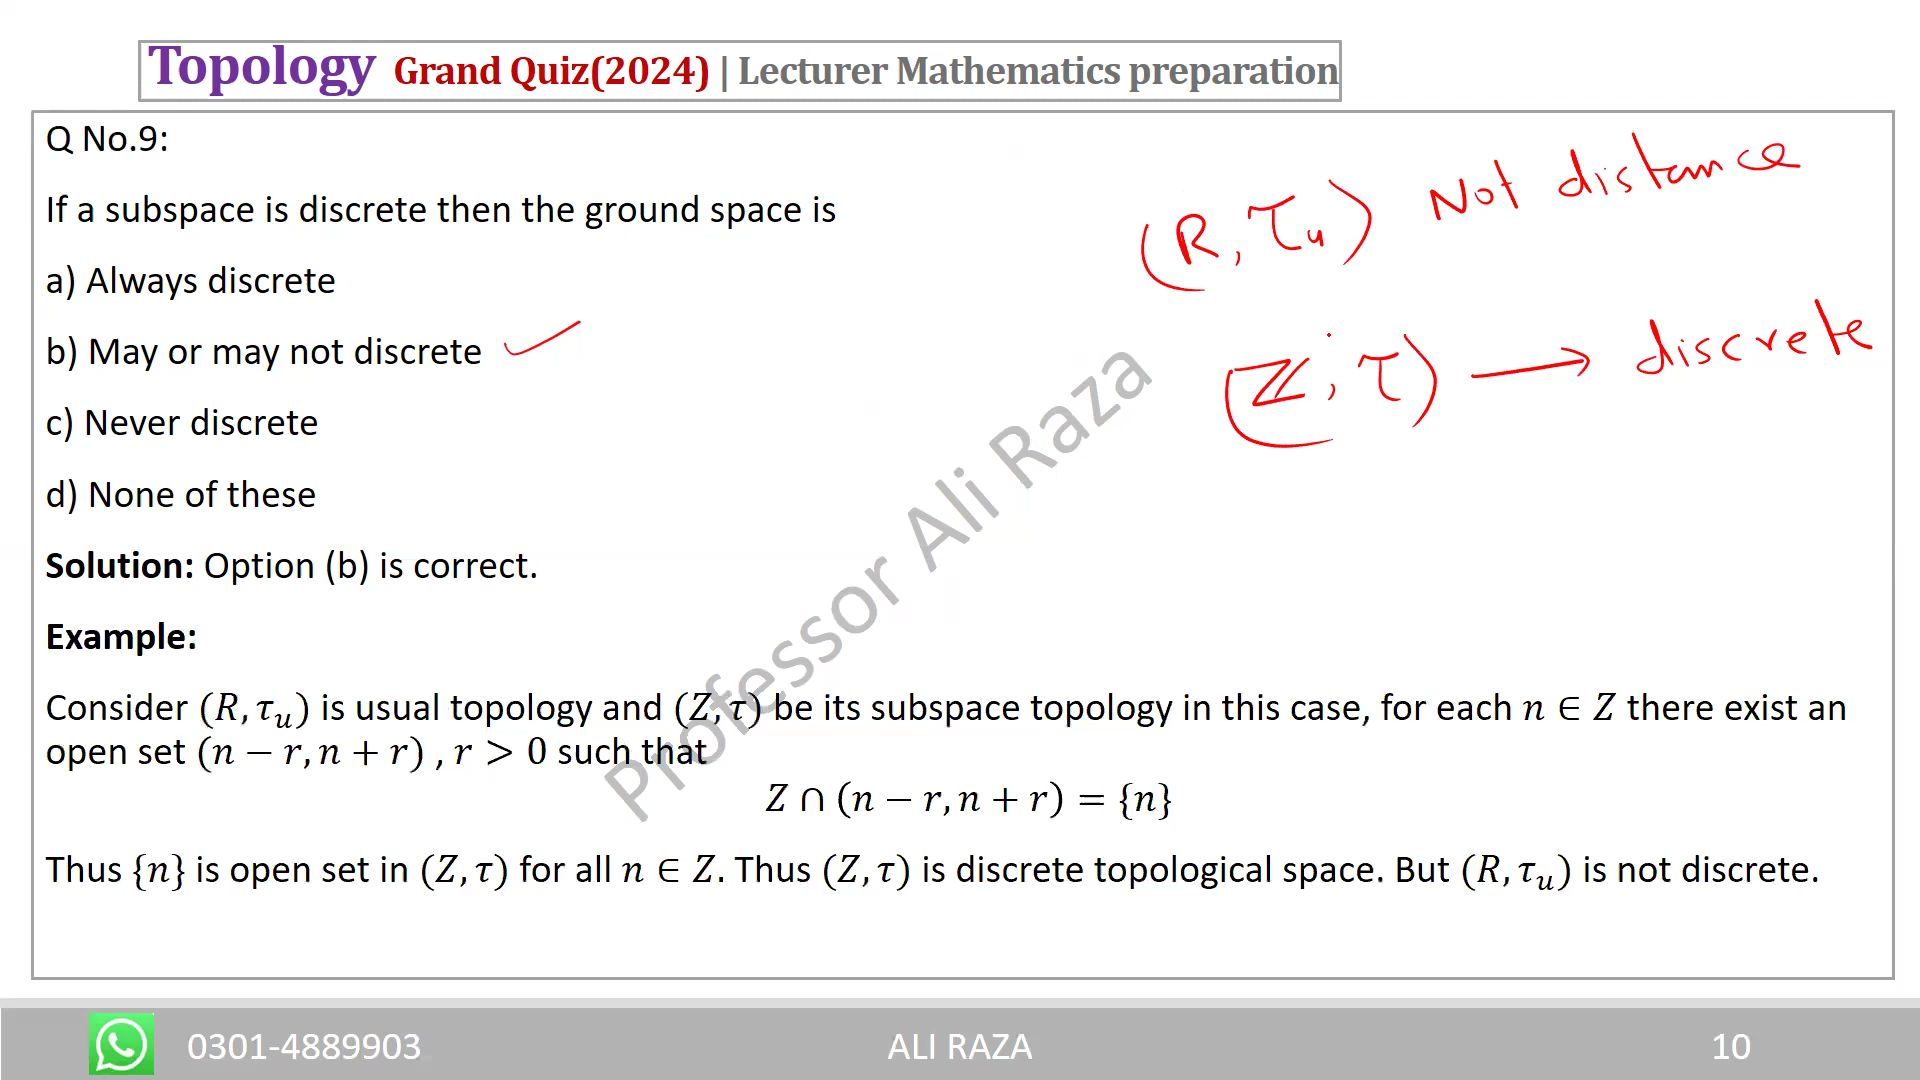 Topology Grand Quiz(2024) | Lecturer Mathematics preparation
Q No.9:
If a subspace is discrete then the ground space is
a) Always discrete
b) May or may not discrete
c) Never discrete
d) None of these
Solution: Option (b) is correct.
Example:
Consider (R, τᵤ) is usual topology and (Z, τ) be its subspace topology in this case, for each n ∈ Z there exist an
open set (n − r, n + r) , r > 0 such that
Z ∩ (n − r, n + r) = {n}
Thus {n} is open set in (Z, τ) for all n ∈ Z. Thus (Z, τ) is discrete topological space. But (R, τᵤ) is not discrete.
(R, τᵤ) Not distance
(Z, τ) → discrete
Professor Ali Raza
0301-4889903
ALI RAZA
10